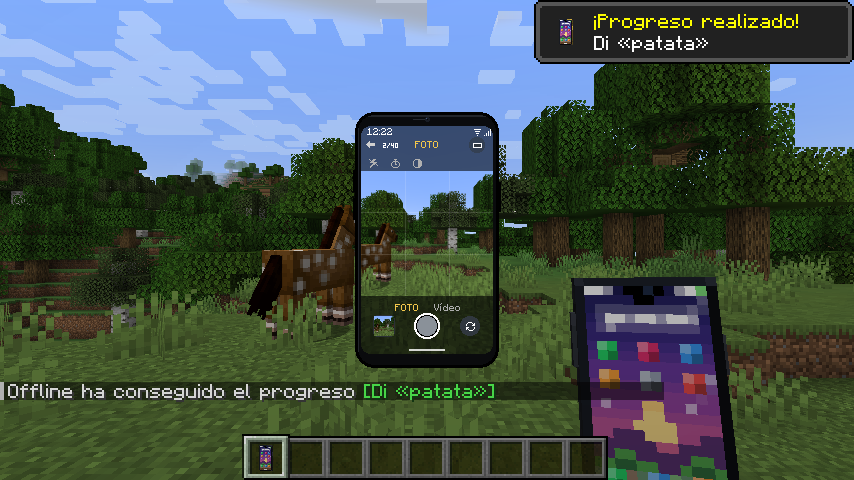 ¡Progreso realizado!
Di «patata»
12:22
2/40 FOTO
FOTO Vídeo
Offline ha conseguido el progreso [Di «patata»]